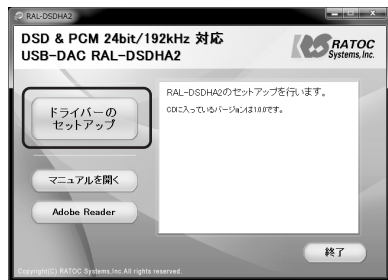 RAL-DSDHA2
DSD & PCM 24bit/192kHz 対応
USB-DAC RAL-DSDHA2
RATOC
Systems, Inc.
RAL-DSDHA2のセットアップを行います。
CDに入っているバージョンは1.0.0です。
ドライバーの
セットアップ
マニュアルを開く
Adobe Reader
終了
Copyright(C) RATOC Systems, Inc. All rights reserved.